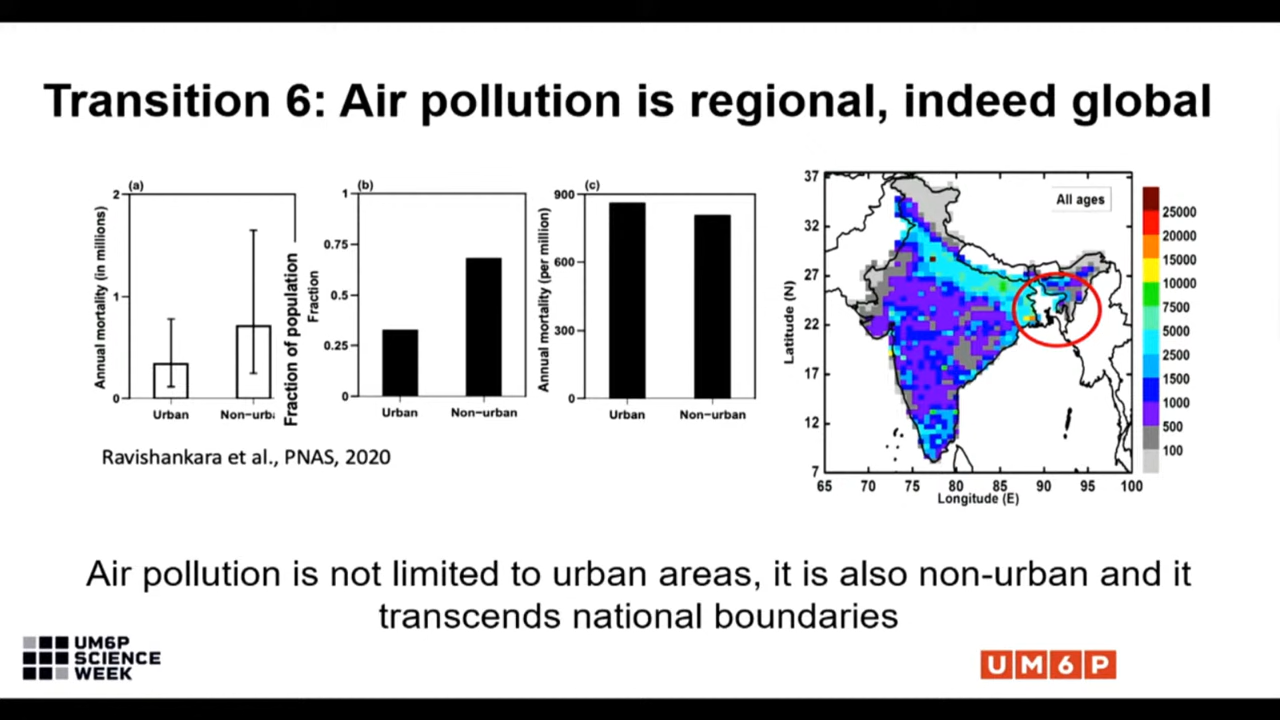 Transition 6: Air pollution is regional, indeed global
(a)
Annual mortality (in millions)
2
1
0
Urban
Non-urba
(b)
Fraction of population
Fraction
1
0.75
0.5
0.25
0
Urban
Non-urban
(c)
Annual mortality (per million)
900
600
300
0
Urban
Non-urban
Ravishankara et al., PNAS, 2020
All ages
Latitude (N)
37
32
27
22
17
12
7
65 70 75 80 85 90 95 100
Longitude (E)
25000
20000
15000
10000
7500
5000
2500
1500
1000
500
100
Air pollution is not limited to urban areas, it is also non-urban and it
transcends national boundaries
UM6P
SCIENCE
WEEK
UM6P